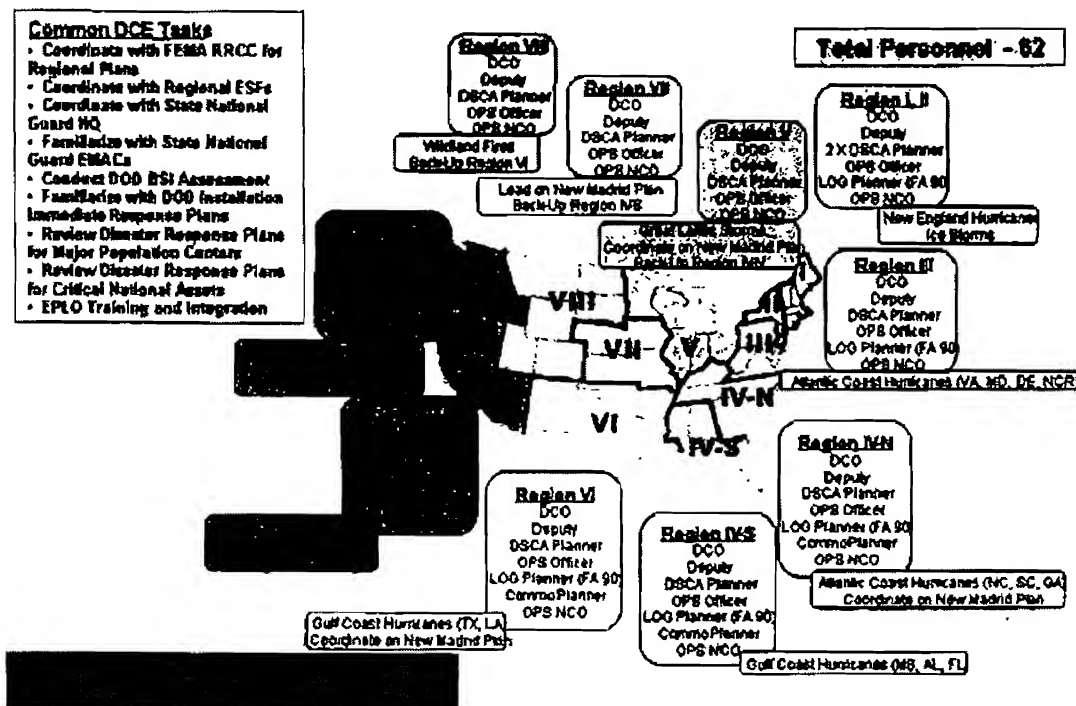 Common DCE Tasks
• Coordinate with FEMA RRCC for
Regional Plans
• Coordinate with Regional ESFs
• Coordinate with State National
Guard HQ
• Familiarize with State National
Guard EMACs
• Conduct DOD BSI Assessment
• Familiarize with DOD Installation
Immediate Response Plans
• Review Disaster Response Plans
for Major Population Centers
• Review Disaster Response Plans
for Critical National Assets
• EPLO Training and Integration
Total Personnel - 62
Region VIII
DCO
Deputy
DSCA Planner
OPS Officer
OPS NCO
Wildland Fires
Back-Up Region VI
Region VII
DCO
Deputy
DSCA Planner
OPS Officer
OPS NCO
Lead on New Madrid Plan
Back-Up Region IVS
Region V
DCO
Deputy
DSCA Planner
OPS Officer
OPS NCO
Great Lakes Storms
Coordinate on New Madrid Plan
Region I, II
DCO
Deputy
2 X DSCA Planner
OPS Officer
LOG Planner (FA 90)
OPS NCO
New England Hurricanes
Ice Storms
Region III
DCO
Deputy
DSCA Planner
OPS Officer
LOG Planner (FA 90)
OPS NCO
Atlantic Coast Hurricanes (VA, MD, DE, NCR)
VIII
VII
V
III
II
VI
IV-N
IV-S
Region IV-N
DCO
Deputy
DSCA Planner
OPS Officer
LOG Planner (FA 90)
Commo Planner
OPS NCO
Atlantic Coast Hurricanes (NC, SC, GA)
Coordinate on New Madrid Plan
Region VI
DCO
Deputy
DSCA Planner
OPS Officer
LOG Planner (FA 90)
Commo Planner
OPS NCO
Gulf Coast Hurricanes (TX, LA)
Coordinate on New Madrid Plan
Region IV-S
DCO
Deputy
DSCA Planner
OPS Officer
LOG Planner (FA 90)
Commo Planner
OPS NCO
Gulf Coast Hurricanes (MS, AL, FL)